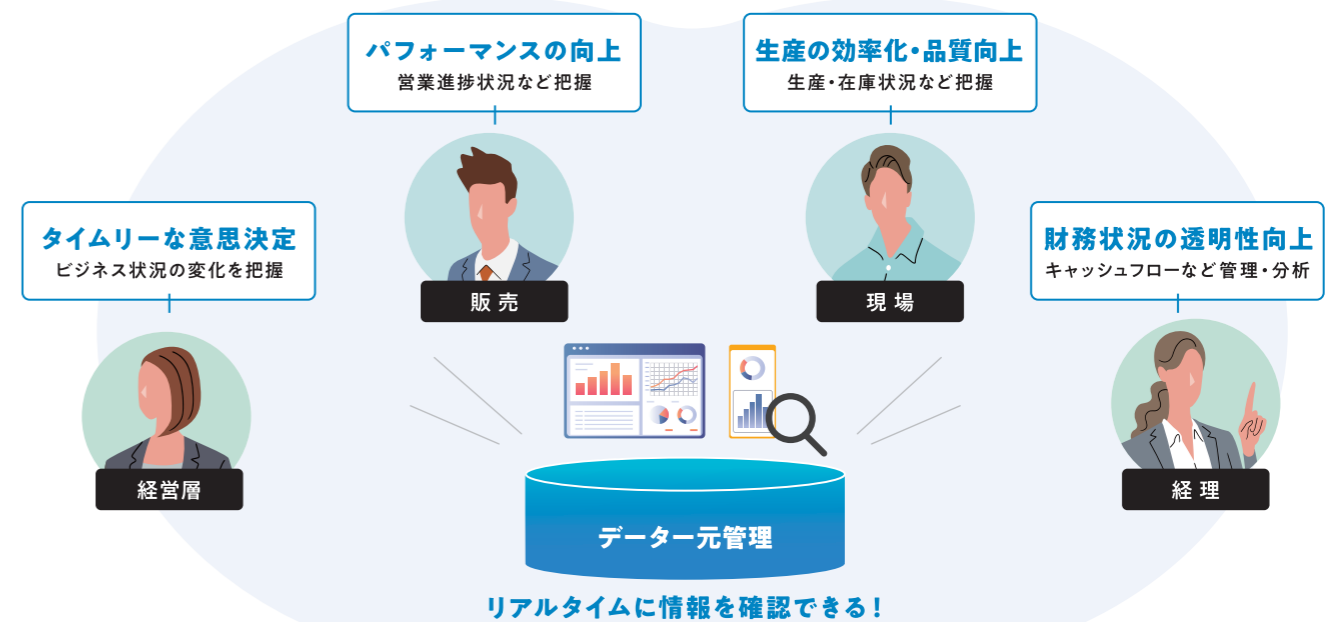 パフォーマンスの向上
営業進捗状況など把握
生産の効率化・品質向上
生産・在庫状況など把握
タイムリーな意思決定
ビジネス状況の変化を把握
財務状況の透明性向上
キャッシュフローなど管理・分析
販売
現場
経営層
経理
データ一元管理
リアルタイムに情報を確認できる！